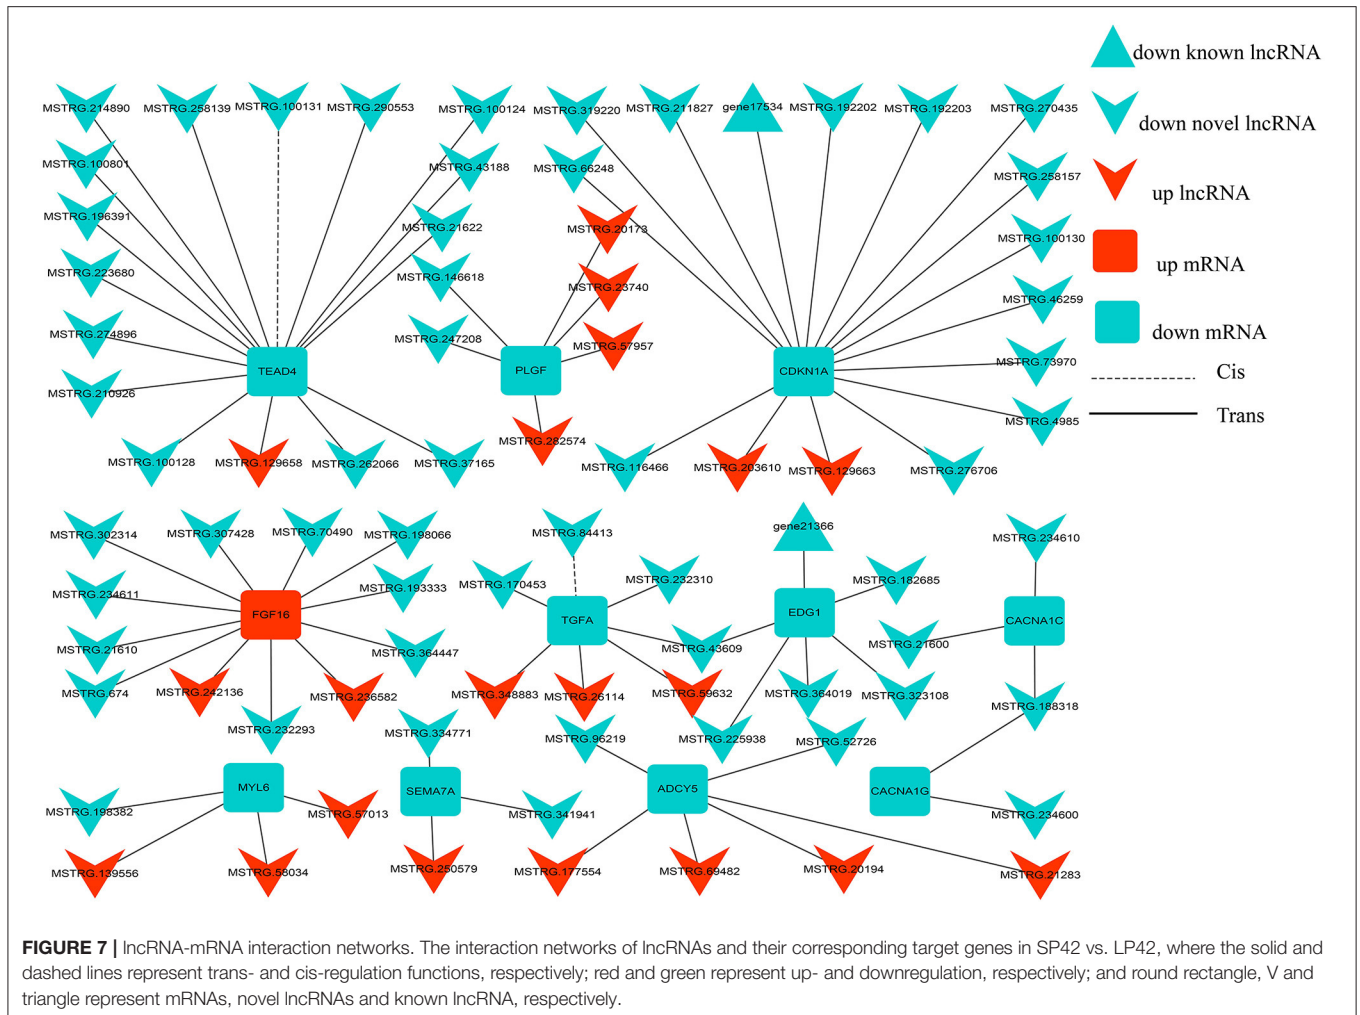 MSTRG.214890 MSTRG.258139 MSTRG.100131 MSTRG.290553 MSTRG.100124 MSTRG.319220 MSTRG.211827 gene17534 MSTRG.192202 MSTRG.192203 MSTRG.270435
MSTRG.100801 MSTRG.43188 MSTRG.66248 MSTRG.258157
MSTRG.196391 MSTRG.21622 MSTRG.20173 MSTRG.100130
MSTRG.223680 MSTRG.146618 MSTRG.23740 MSTRG.46259
MSTRG.274896 MSTRG.247208 MSTRG.57957 MSTRG.73970
TEAD4 PLGF CDKN1A
MSTRG.210926 MSTRG.4985
MSTRG.100128 MSTRG.129658 MSTRG.262066 MSTRG.37165 MSTRG.282574 MSTRG.116466 MSTRG.203610 MSTRG.129663 MSTRG.276706
down known lncRNA
down novel lncRNA
up lncRNA
up mRNA
down mRNA
Cis
Trans
MSTRG.302314 MSTRG.307428 MSTRG.70490 MSTRG.198066 MSTRG.84413 gene21366 MSTRG.234610
MSTRG.234611 MSTRG.193333 MSTRG.170453 MSTRG.232310 MSTRG.182685
FGF16 TGFA EDG1 CACNA1C
MSTRG.21610 MSTRG.364447 MSTRG.43609 MSTRG.21600
MSTRG.674 MSTRG.242136 MSTRG.236582 MSTRG.348883 MSTRG.26114 MSTRG.59632 MSTRG.364019 MSTRG.323108 MSTRG.188318
MSTRG.232293 MSTRG.334771 MSTRG.96219 MSTRG.225938 MSTRG.52726
MYL6 SEMA7A ADCY5 CACNA1G
MSTRG.198382 MSTRG.57013 MSTRG.341941 MSTRG.234600
MSTRG.139556 MSTRG.58034 MSTRG.250579 MSTRG.177554 MSTRG.69482 MSTRG.20194 MSTRG.21283
FIGURE 7 | lncRNA-mRNA interaction networks. The interaction networks of lncRNAs and their corresponding target genes in SP42 vs. LP42, where the solid and
dashed lines represent trans- and cis-regulation functions, respectively; red and green represent up- and downregulation, respectively; and round rectangle, V and
triangle represent mRNAs, novel lncRNAs and known lncRNA, respectively.